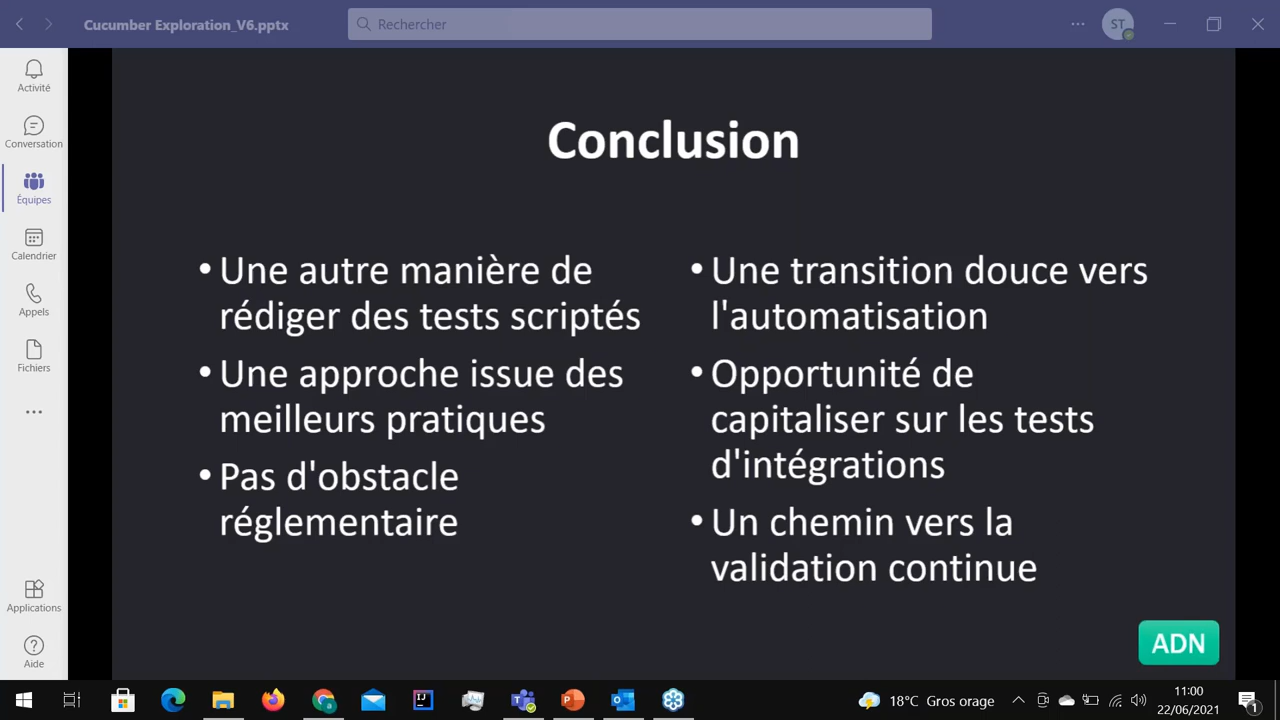 Cucumber Exploration_V6.pptx
Rechercher
ST
Activité
Conversation
Équipes
Calendrier
Appels
Fichiers
Applications
Aide
Conclusion
• Une autre manière de
rédiger des tests scriptés
• Une approche issue des
meilleurs pratiques
• Pas d'obstacle
réglementaire
• Une transition douce vers
l'automatisation
• Opportunité de
capitaliser sur les tests
d'intégrations
• Un chemin vers la
validation continue
ADN
18°C Gros orage
11:00
22/06/2021
1